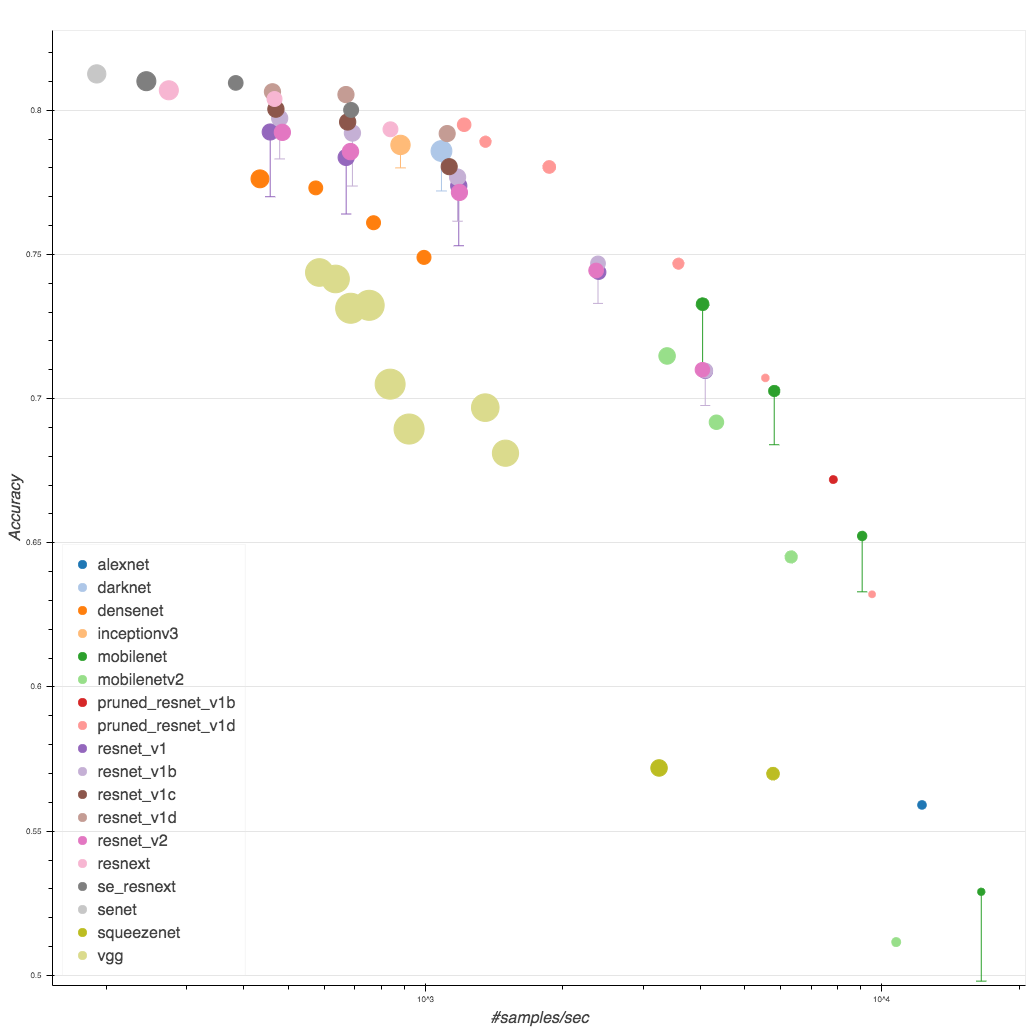 0.8
0.75
0.7
0.65
0.6
0.55
0.5
Accuracy
alexnet
darknet
densenet
inceptionv3
mobilenet
mobilenetv2
pruned_resnet_v1b
pruned_resnet_v1d
resnet_v1
resnet_v1b
resnet_v1c
resnet_v1d
resnet_v2
resnext
se_resnext
senet
squeezenet
vgg
10^3 10^4
#samples/sec